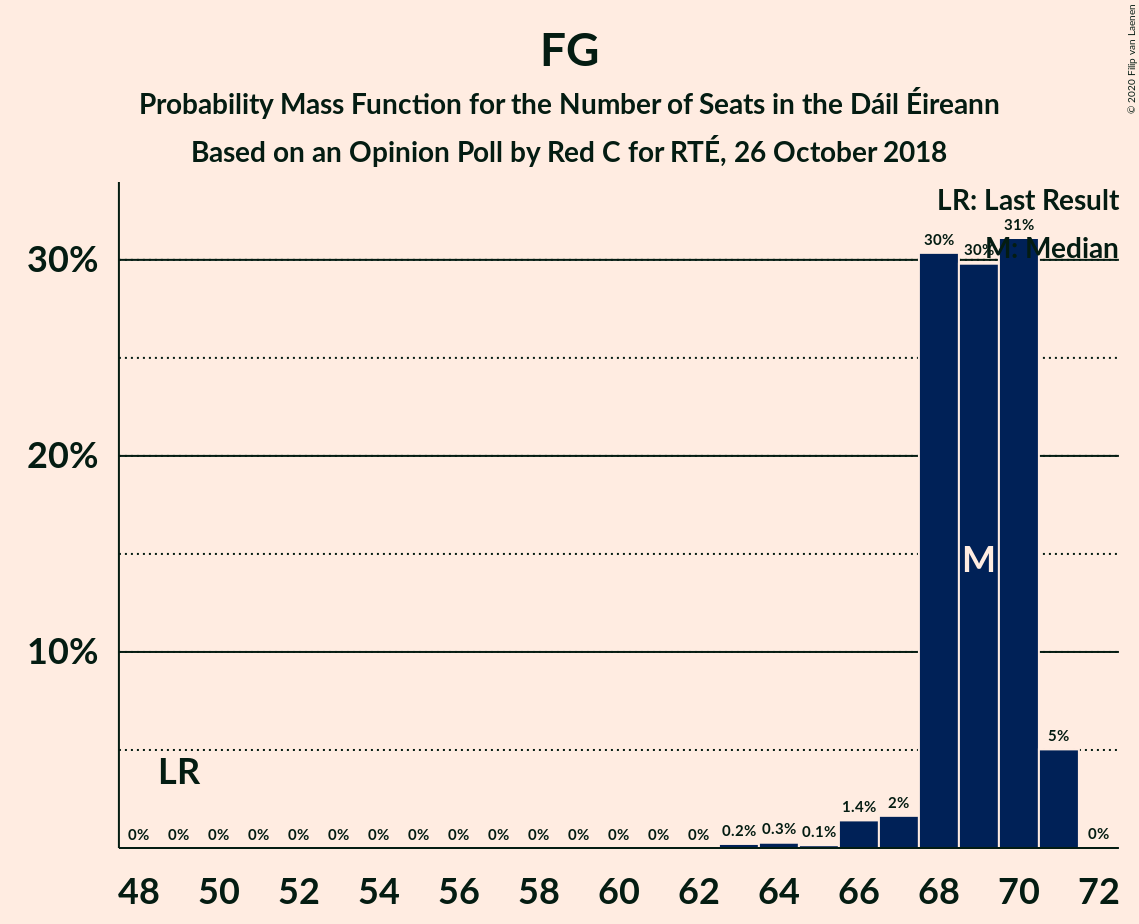 FG
Probability Mass Function for the Number of Seats in the Dáil Éireann
Based on an Opinion Poll by Red C for RTÉ, 26 October 2018
© 2020 Filip van Laenen
LR: Last Result
M: Median
30%
20%
10%
LR
M
0% 0% 0% 0% 0% 0% 0% 0% 0% 0% 0% 0% 0% 0% 0% 0.2% 0.3% 0.1% 1.4% 2% 30% 30% 31% 5% 0%
48 50 52 54 56 58 60 62 64 66 68 70 72